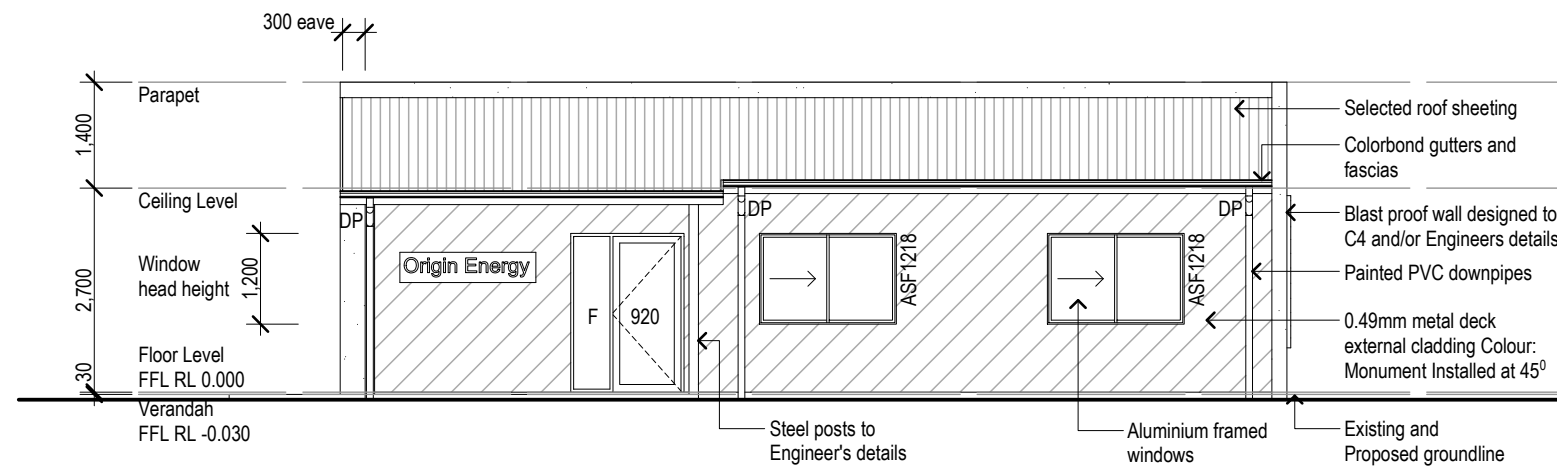 300 eave
Parapet
1,400
Ceiling Level
2,700
Window
head height
1,200
Floor Level
FFL RL 0.000
30
Verandah
FFL RL -0.030
DP
Origin Energy
F
920
DP
ASF1218
DP
ASF1218
Selected roof sheeting
Colorbond gutters and
fascias
Blast proof wall designed to
C4 and/or Engineers details
Painted PVC downpipes
0.49mm metal deck
external cladding Colour:
Monument Installed at 45⁰
Steel posts to
Engineer's details
Aluminium framed
windows
Existing and
Proposed groundline